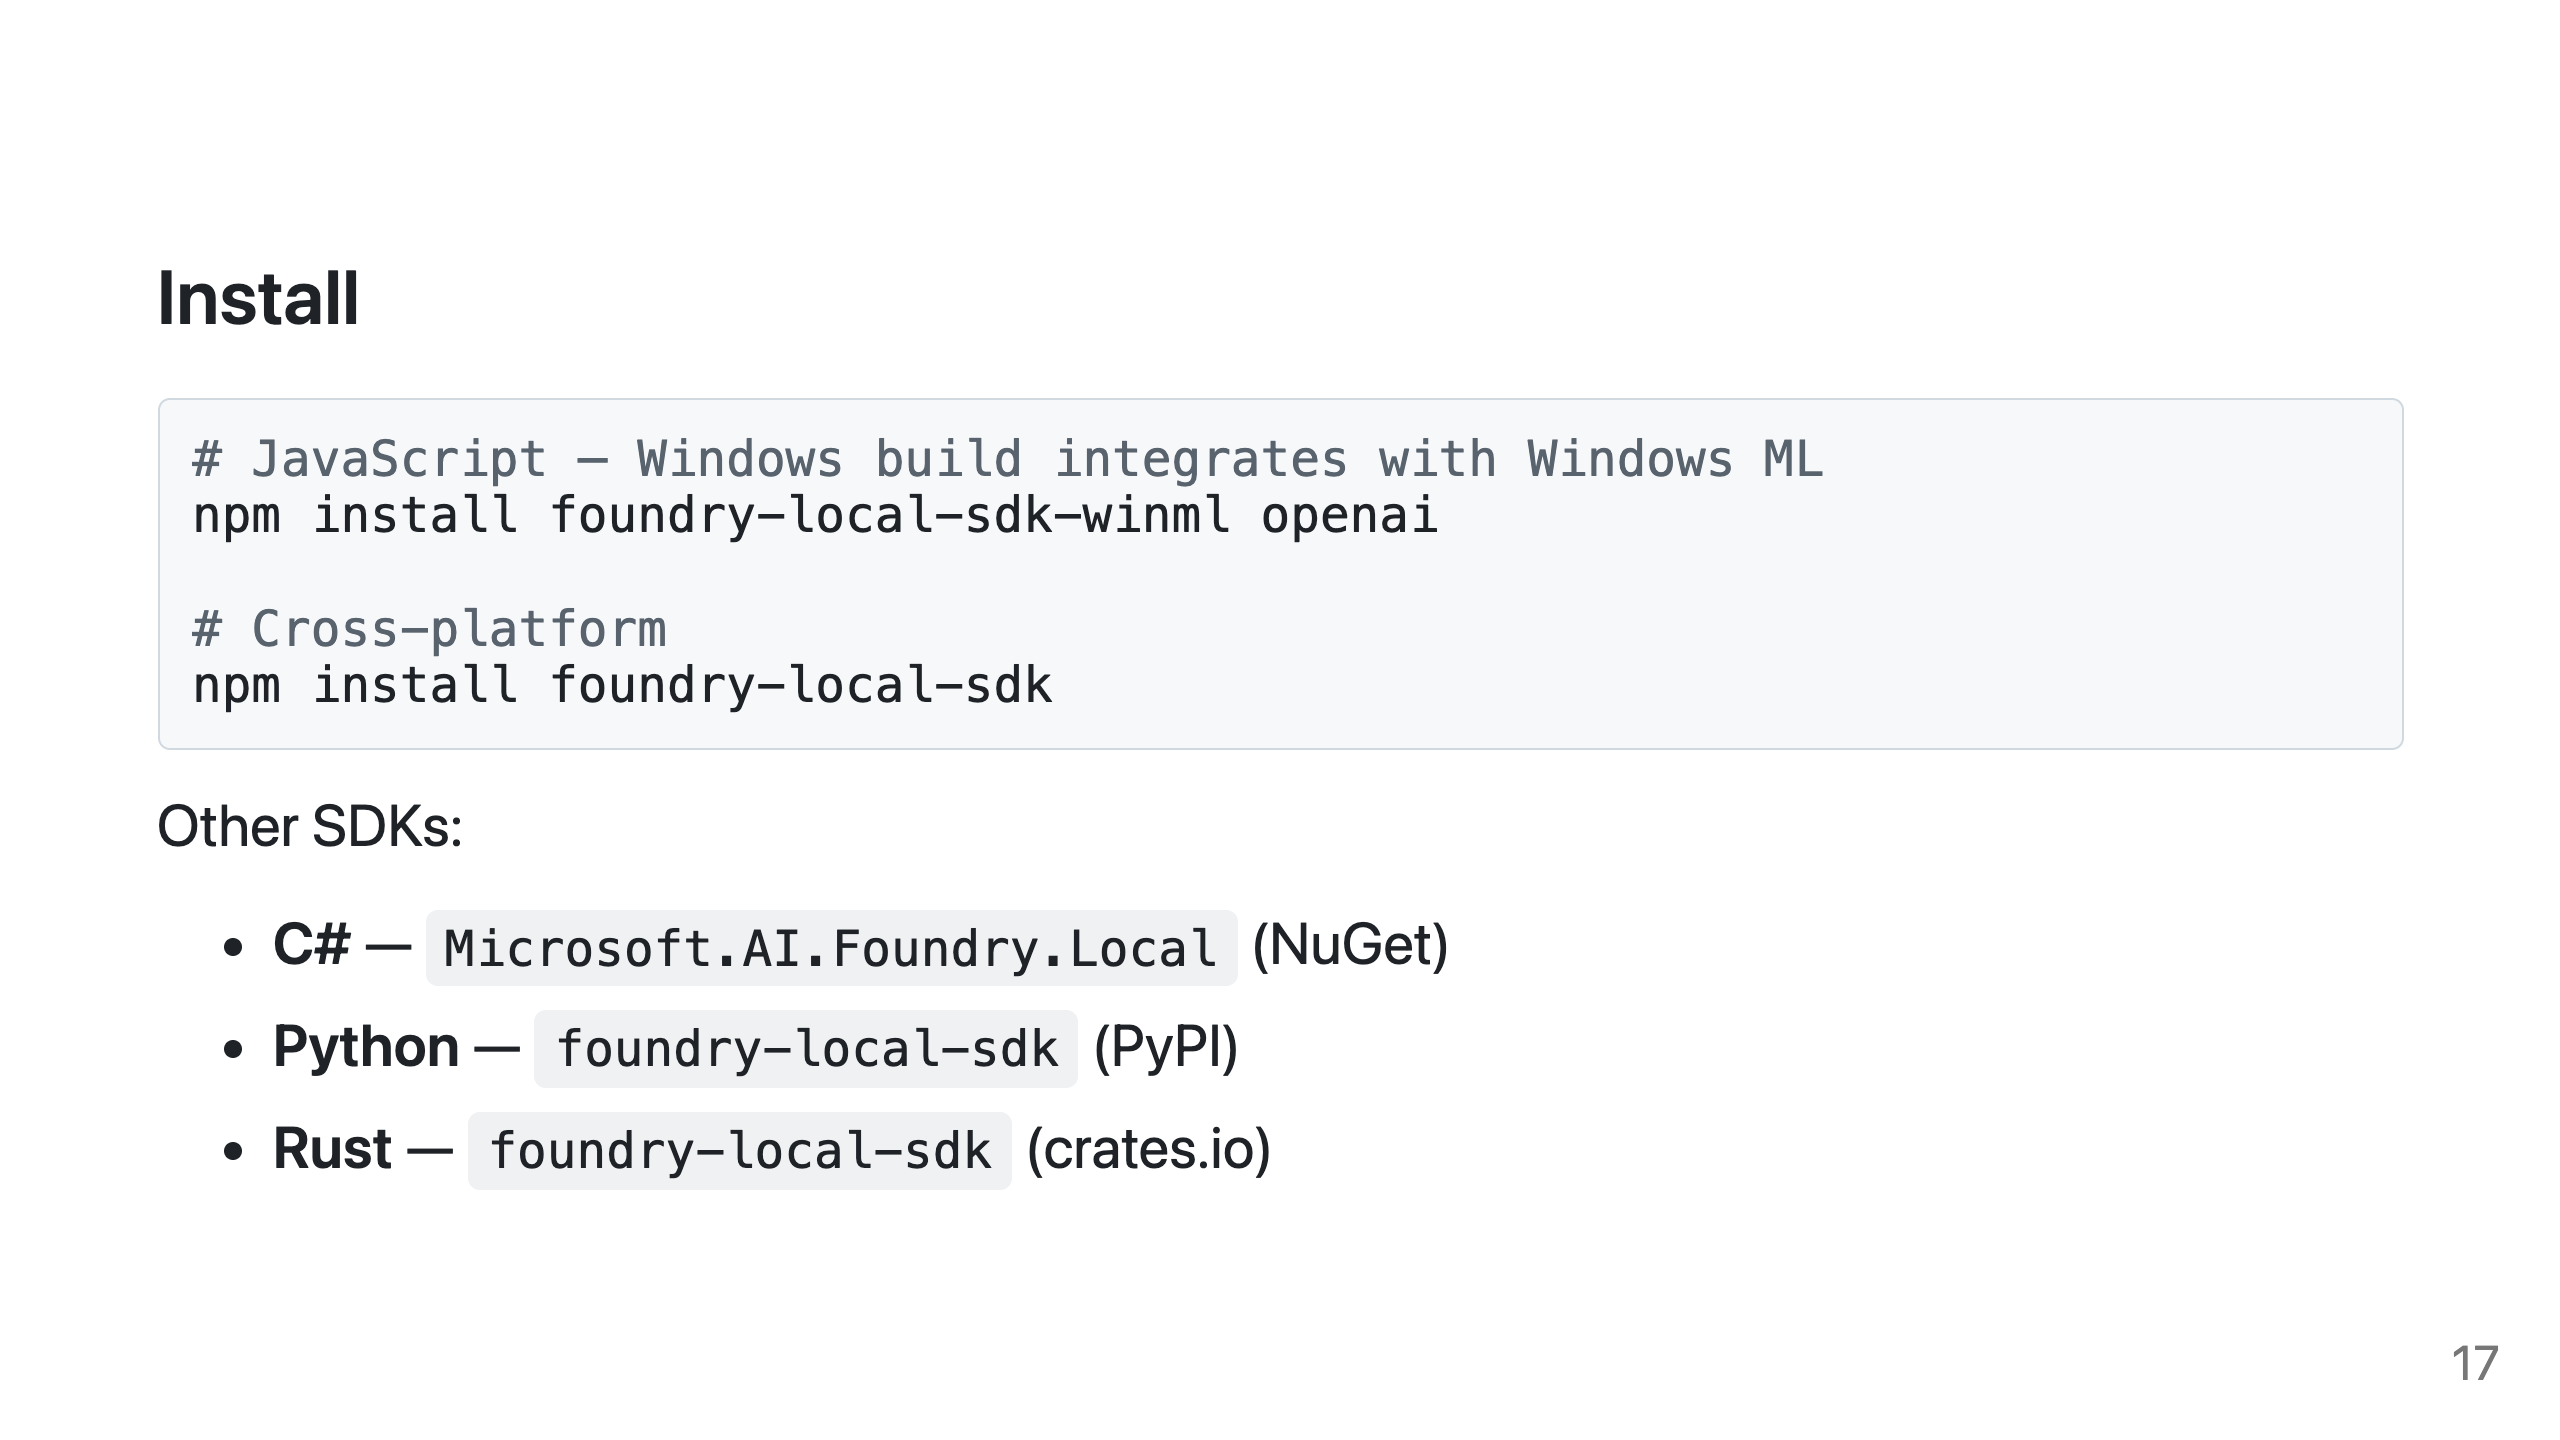 Install
# JavaScript — Windows build integrates with Windows ML
npm install foundry-local-sdk-winml openai
# Cross-platform
npm install foundry-local-sdk
Other SDKs:
• C# — Microsoft.AI.Foundry.Local (NuGet)
• Python — foundry-local-sdk (PyPI)
• Rust — foundry-local-sdk (crates.io)
17